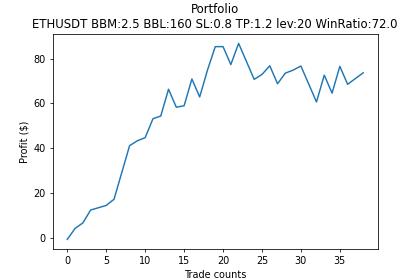 Portfolio
ETHUSDT BBM:2.5 BBL:160 SL:0.8 TP:1.2 lev:20 WinRatio:72.0
Profit ($)
80
60
40
20
0
0 5 10 15 20 25 30 35
Trade counts